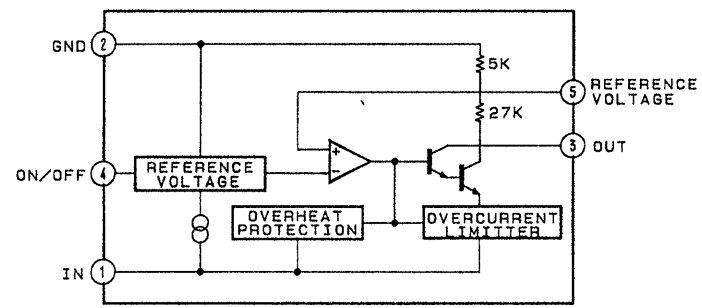 GND 2
5K
5 REFERENCE
VOLTAGE
27K
3 OUT
+
-
ON/OFF 4
REFERENCE
VOLTAGE
OVERHEAT
PROTECTION
OVERCURRENT
LIMITTER
IN 1